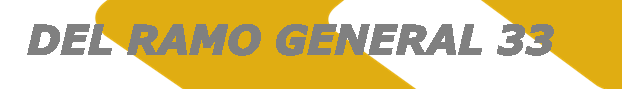 DEL RAMO GENERAL 33